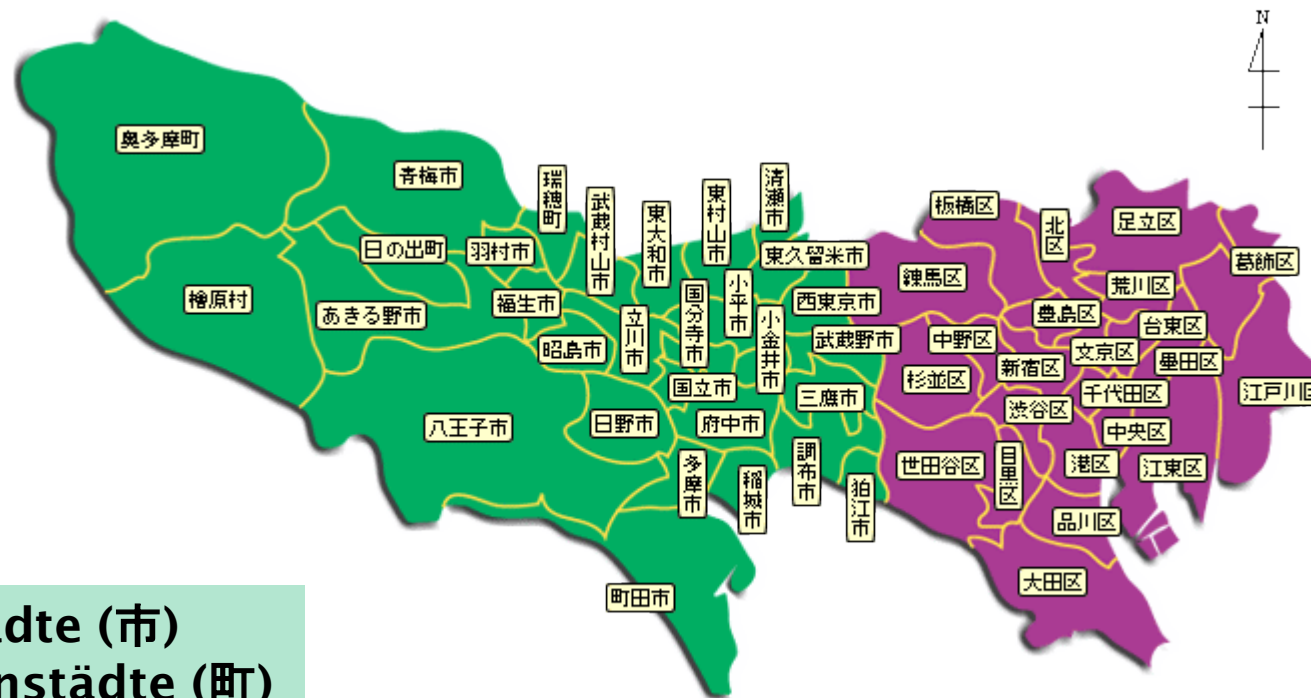 N
奥多摩町
青梅市
瑞穂町
武蔵村山市
東大和市
東村山市
清瀬市
日の出町
羽村市
東久留米市
檜原村
あきる野市
福生市
昭島市
立川市
国分寺市
小平市
小金井市
西東京市
武蔵野市
国立市
三鷹市
八王子市
日野市
府中市
多摩市
稲城市
調布市
狛江市
町田市
板橋区
北区
足立区
葛飾区
練馬区
荒川区
豊島区
台東区
中野区
文京区
墨田区
新宿区
杉並区
千代田区
江戸川区
渋谷区
中央区
世田谷区
目黒区
港区
江東区
品川区
大田区
ädte (市)
nstädte (町)